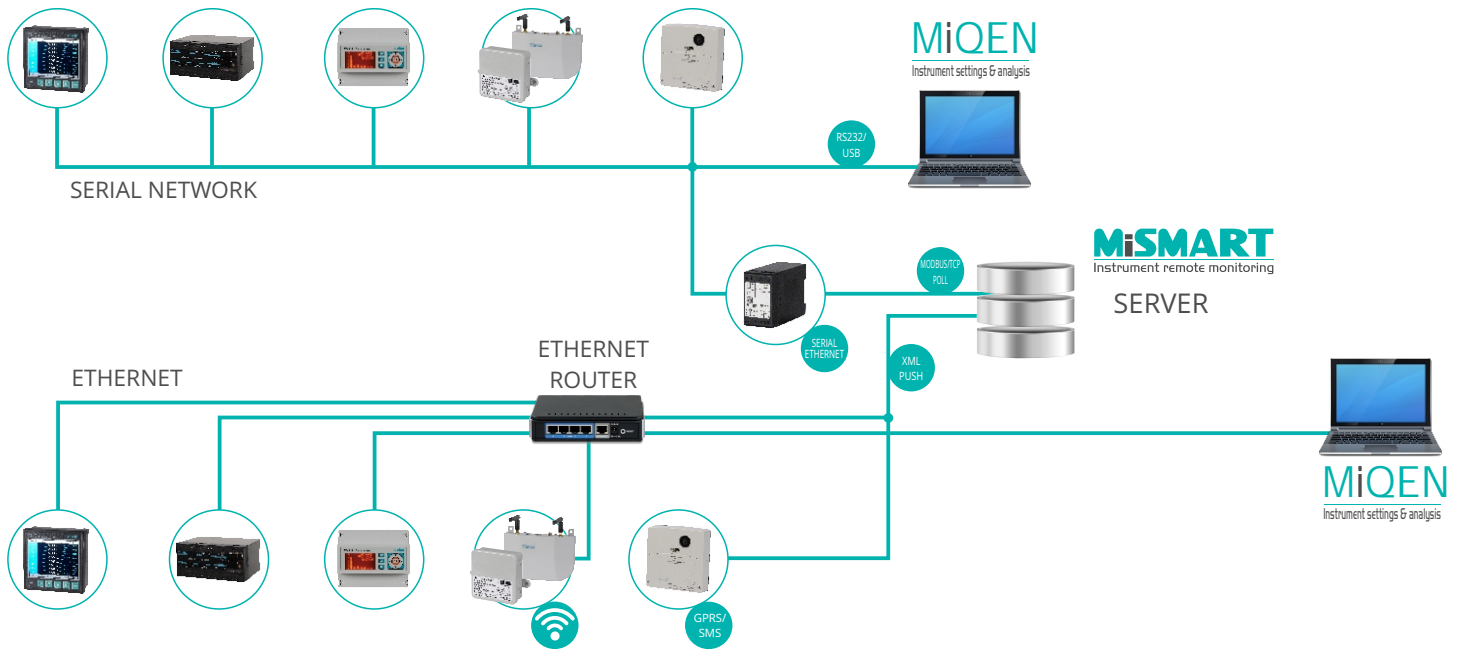 MiQEN
Instrument settings & analysis
RS232/
USB
SERIAL NETWORK
MiSMART
Instrument remote monitoring
MODBUS/TCP
POLL
SERVER
SERIAL
ETHERNET
ETHERNET
ROUTER
XML
PUSH
ETHERNET
MiQEN
Instrument settings & analysis
GPRS/
SMS